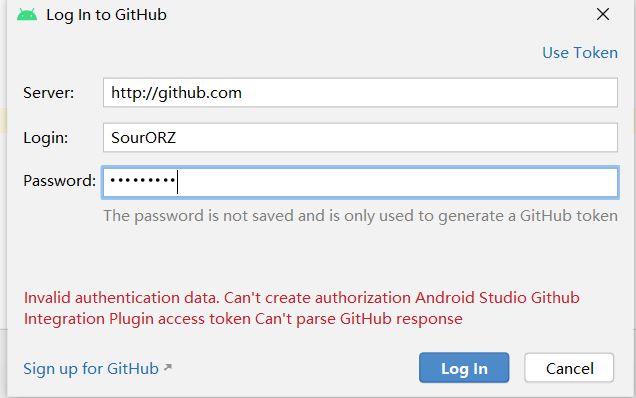 Log In to GitHub
Use Token
Server: http://github.com
Login: SourORZ
Password: •••••••••
The password is not saved and is only used to generate a GitHub token
Invalid authentication data. Can't create authorization Android Studio Github
Integration Plugin access token Can't parse GitHub response
Sign up for GitHub ↗ Log In Cancel